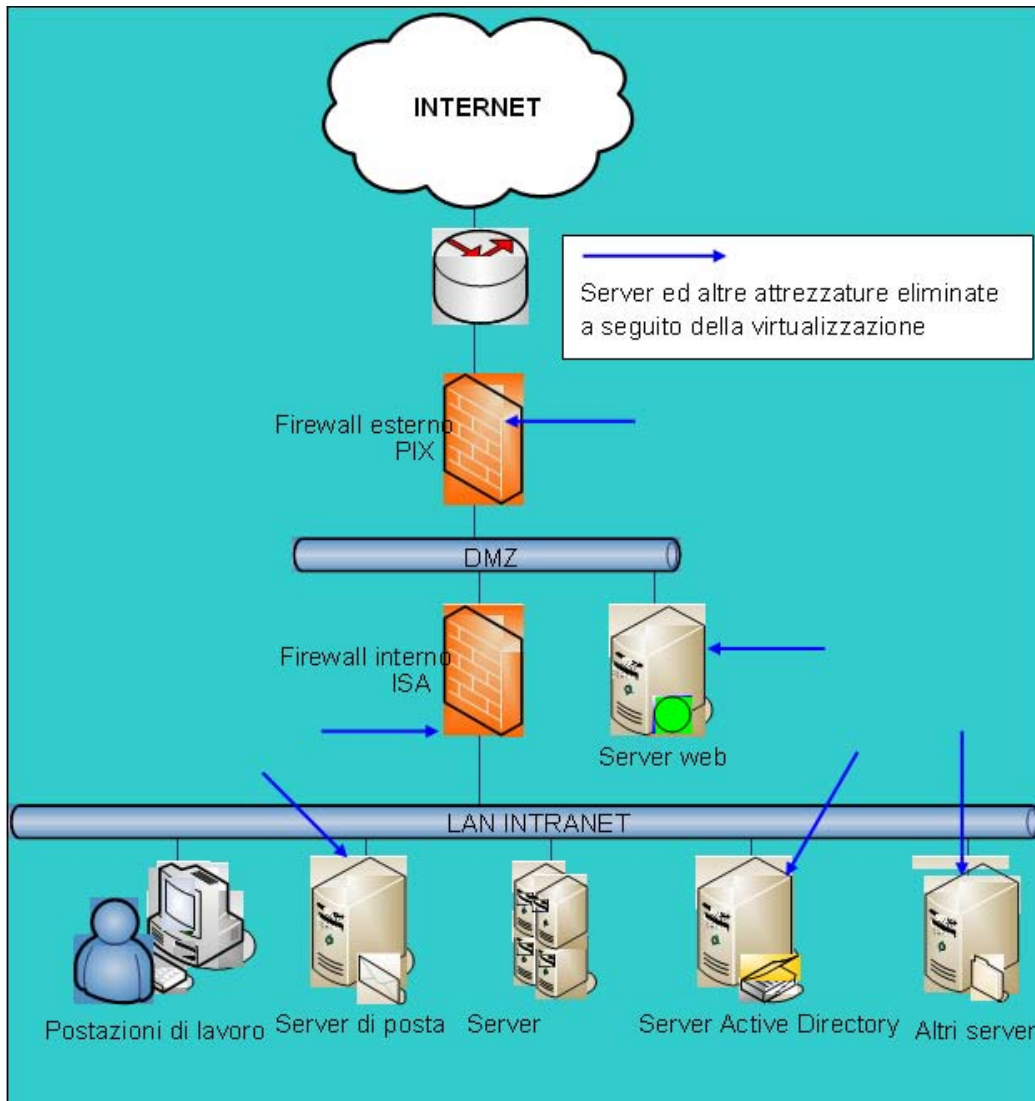 INTERNET
Server ed altre attrezzature eliminate
a seguito della virtualizzazione
Firewall esterno
PIX
DMZ
Firewall interno
ISA
Server web
LAN INTRANET
Postazioni di lavoro
Server di posta
Server
Server Active Directory
Altri server